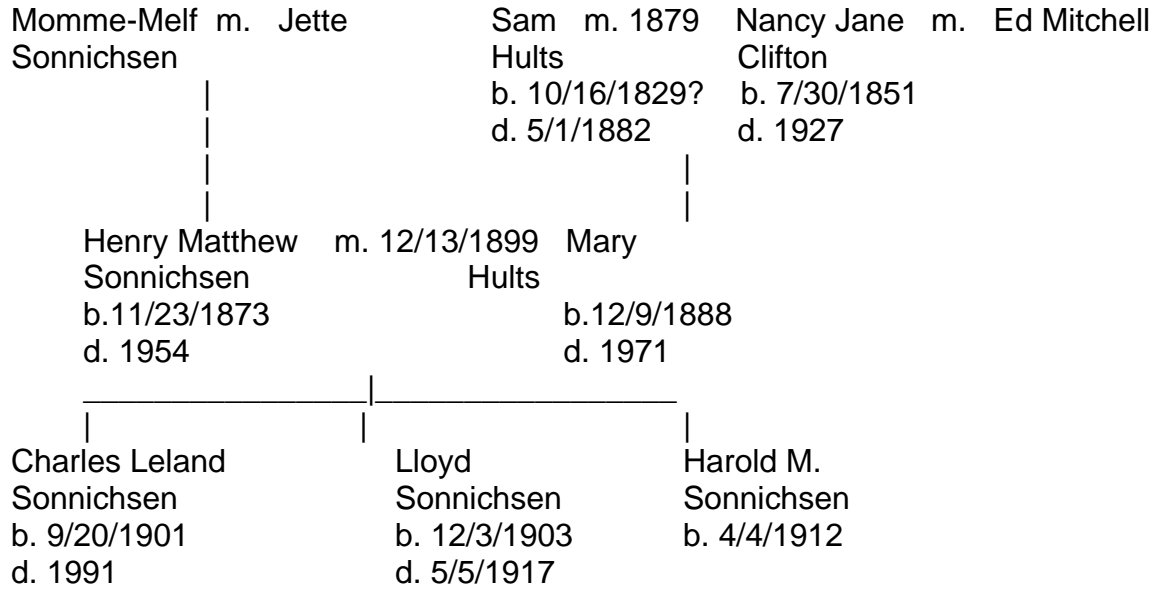 Momme-Melf m. Jette Sam m. 1879 Nancy Jane m. Ed Mitchell
Sonnichsen Hults Clifton
b. 10/16/1829? b. 7/30/1851
d. 5/1/1882 d. 1927
Henry Matthew m. 12/13/1899 Mary
Sonnichsen Hults
b.11/23/1873 b.12/9/1888
d. 1954 d. 1971
Charles Leland Lloyd Harold M.
Sonnichsen Sonnichsen Sonnichsen
b. 9/20/1901 b. 12/3/1903 b. 4/4/1912
d. 1991 d. 5/5/1917